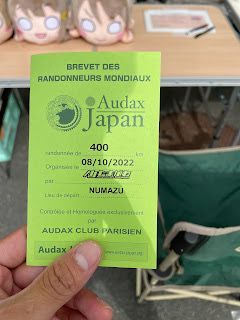 BREVET DES
RANDONNEURS MONDIAUX
Audax
Japan
randonnée de 400 km
Organisée le 08/10/2022
par
Lieu de départ NUMAZU
Contrôlée et Homologuée exclusivement
par
AUDAX CLUB PARISIEN
Audax